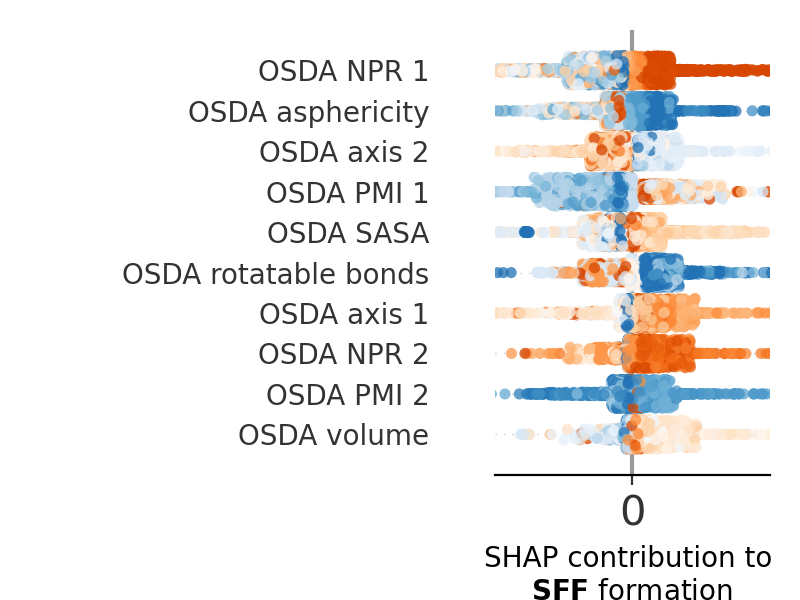 OSDA NPR 1
OSDA asphericity
OSDA axis 2
OSDA PMI 1
OSDA SASA
OSDA rotatable bonds
OSDA axis 1
OSDA NPR 2
OSDA PMI 2
OSDA volume
0
SHAP contribution to
SFF formation